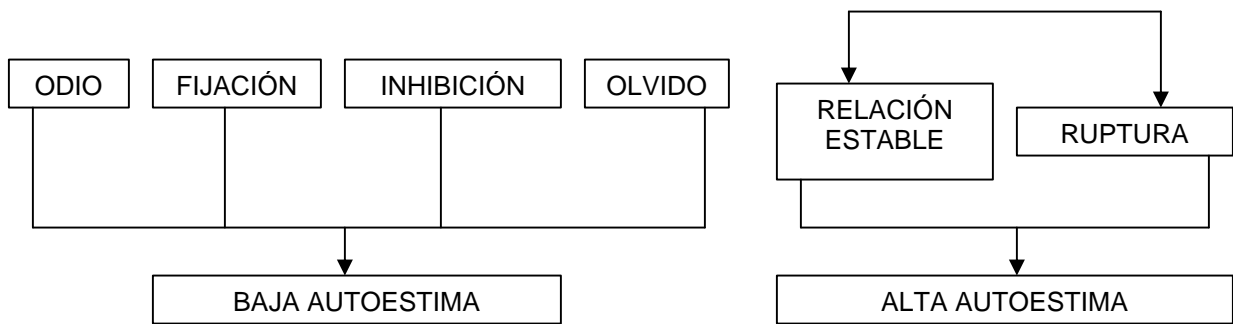 ODIO
FIJACIÓN
INHIBICIÓN
OLVIDO
RELACIÓN
ESTABLE
RUPTURA
BAJA AUTOESTIMA
ALTA AUTOESTIMA